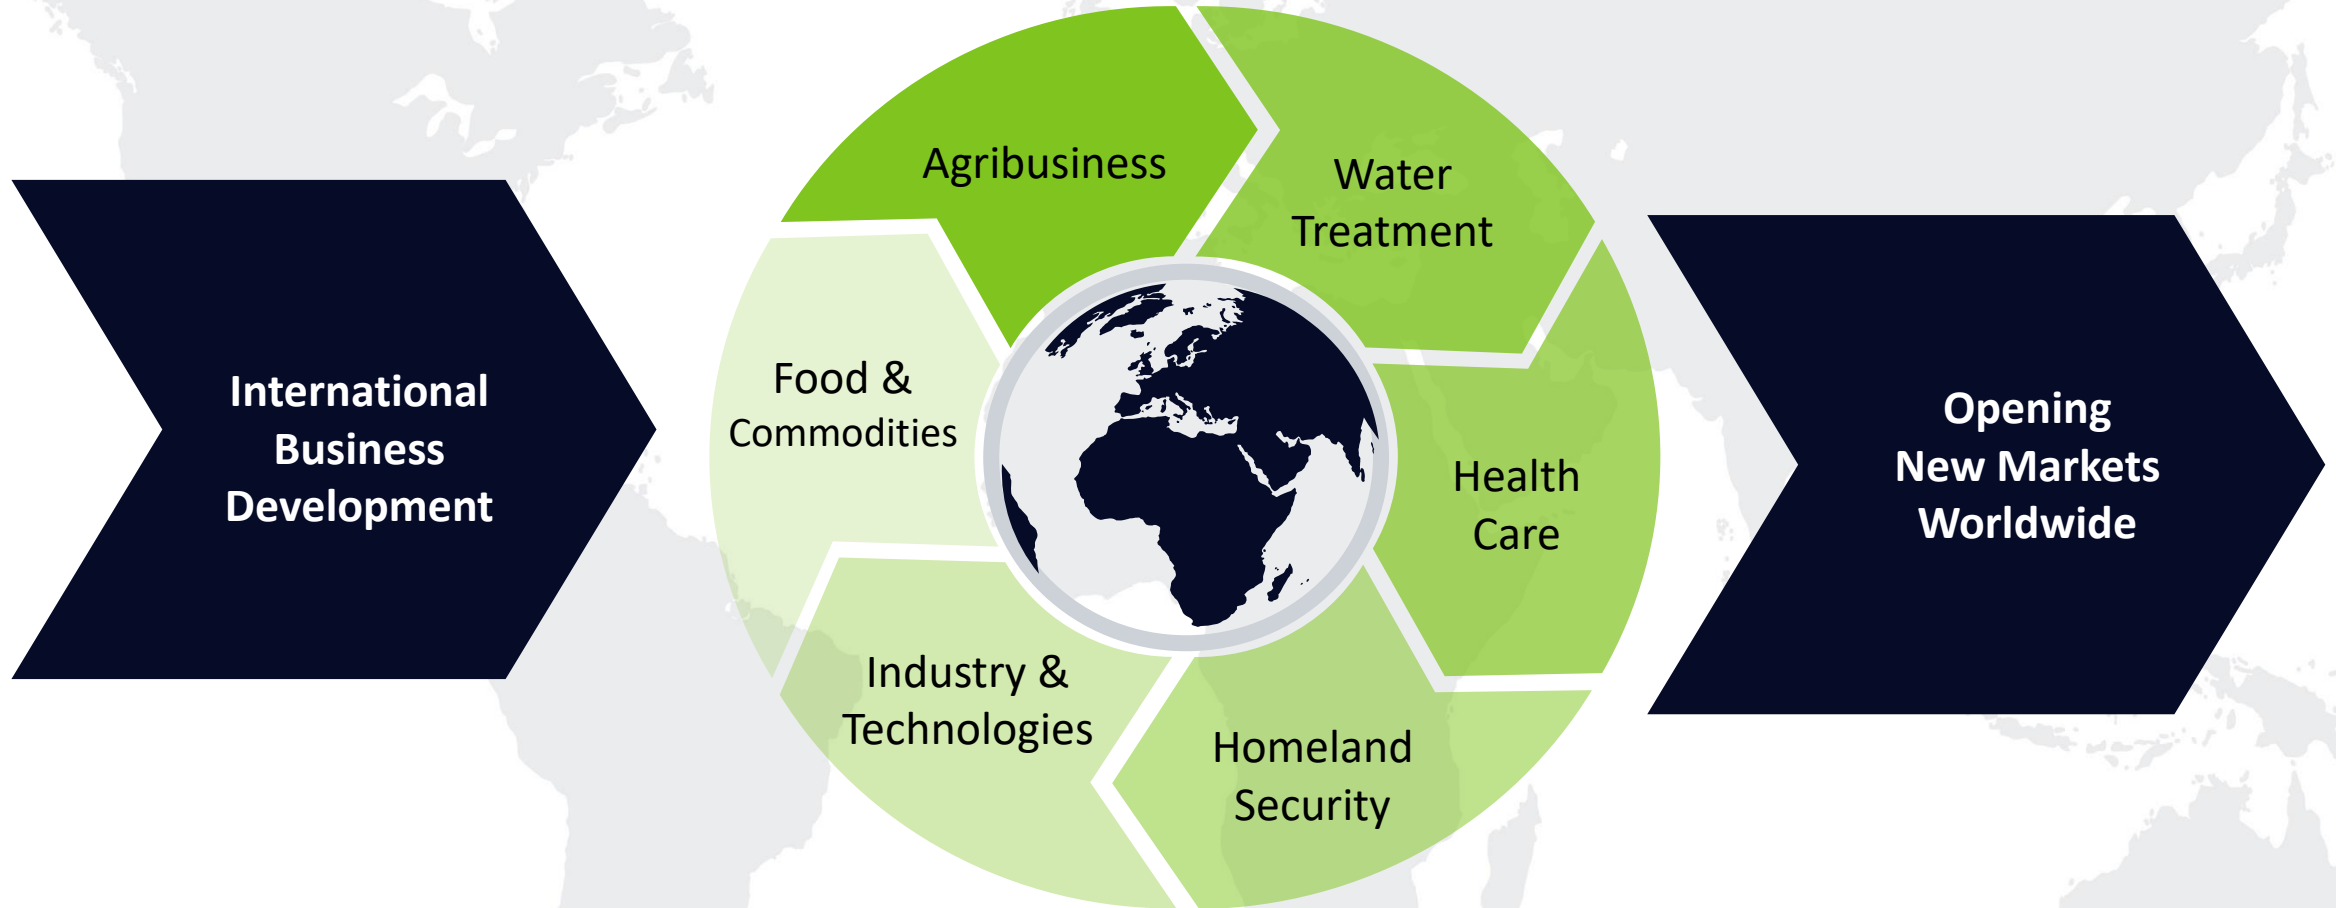 International
Business
Development
Agribusiness
Water
Treatment
Health
Care
Homeland
Security
Industry &
Technologies
Food &
Commodities
Opening
New Markets
Worldwide